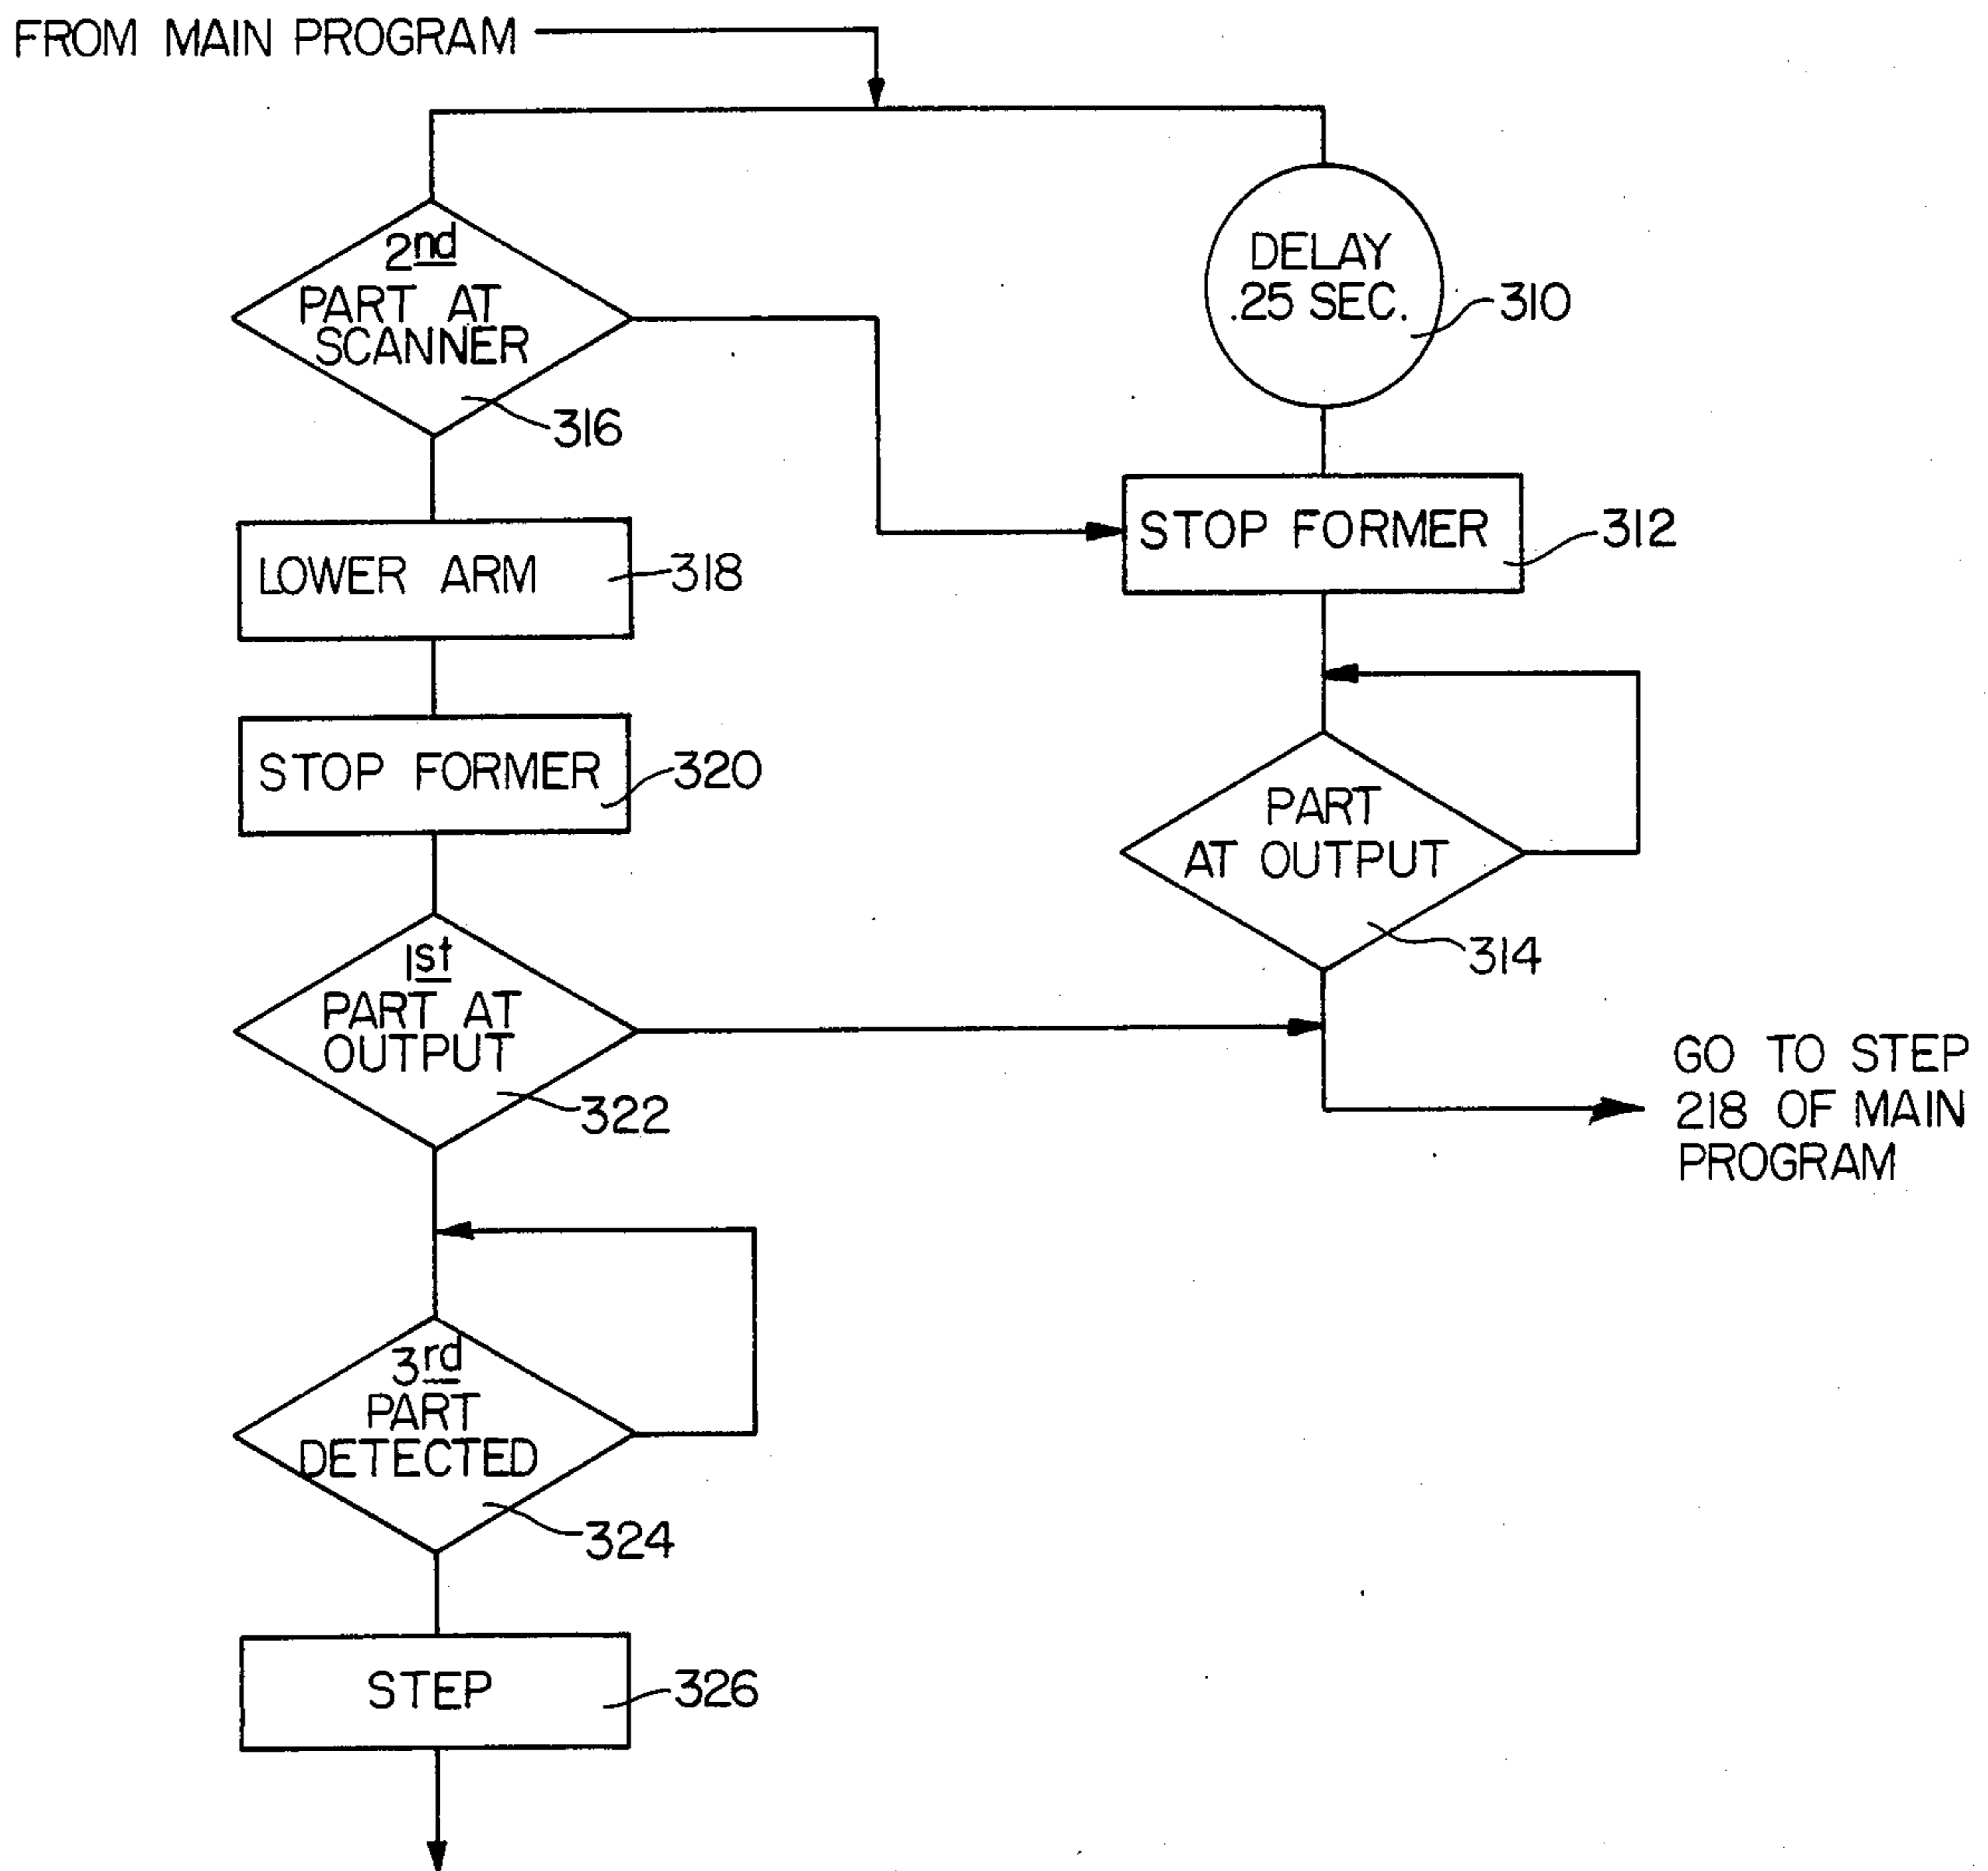 FROM MAIN PROGRAM
2nd
PART AT
SCANNER
316
DELAY
.25 SEC.
310
STOP FORMER
312
LOWER ARM
318
STOP FORMER
320
PART
AT OUTPUT
314
1st
PART AT
OUTPUT
322
GO TO STEP
218 OF MAIN
PROGRAM
3rd
PART
DETECTED
324
STEP
326